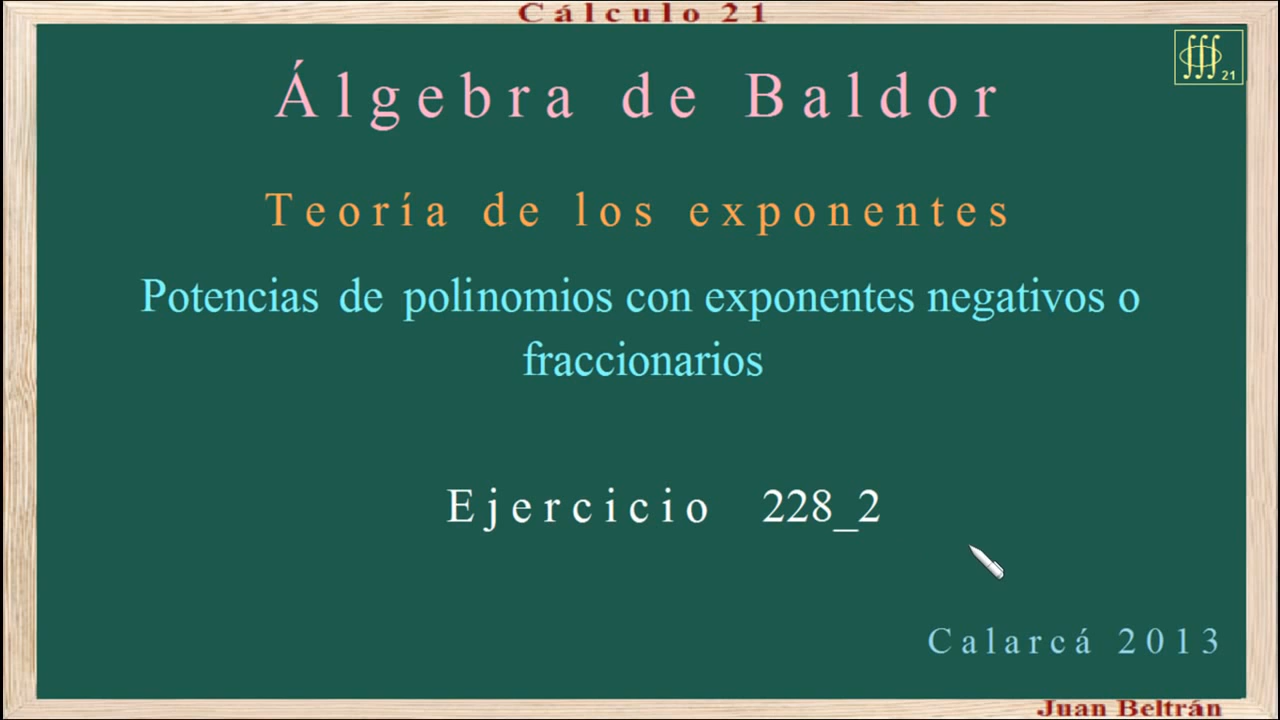 Cálculo 21
21
Álgebra de Baldor
Teoría de los exponentes
Potencias de polinomios con exponentes negativos o
fraccionarios
Ejercicio 228_2
Calarcá 2013
Juan Beltrán